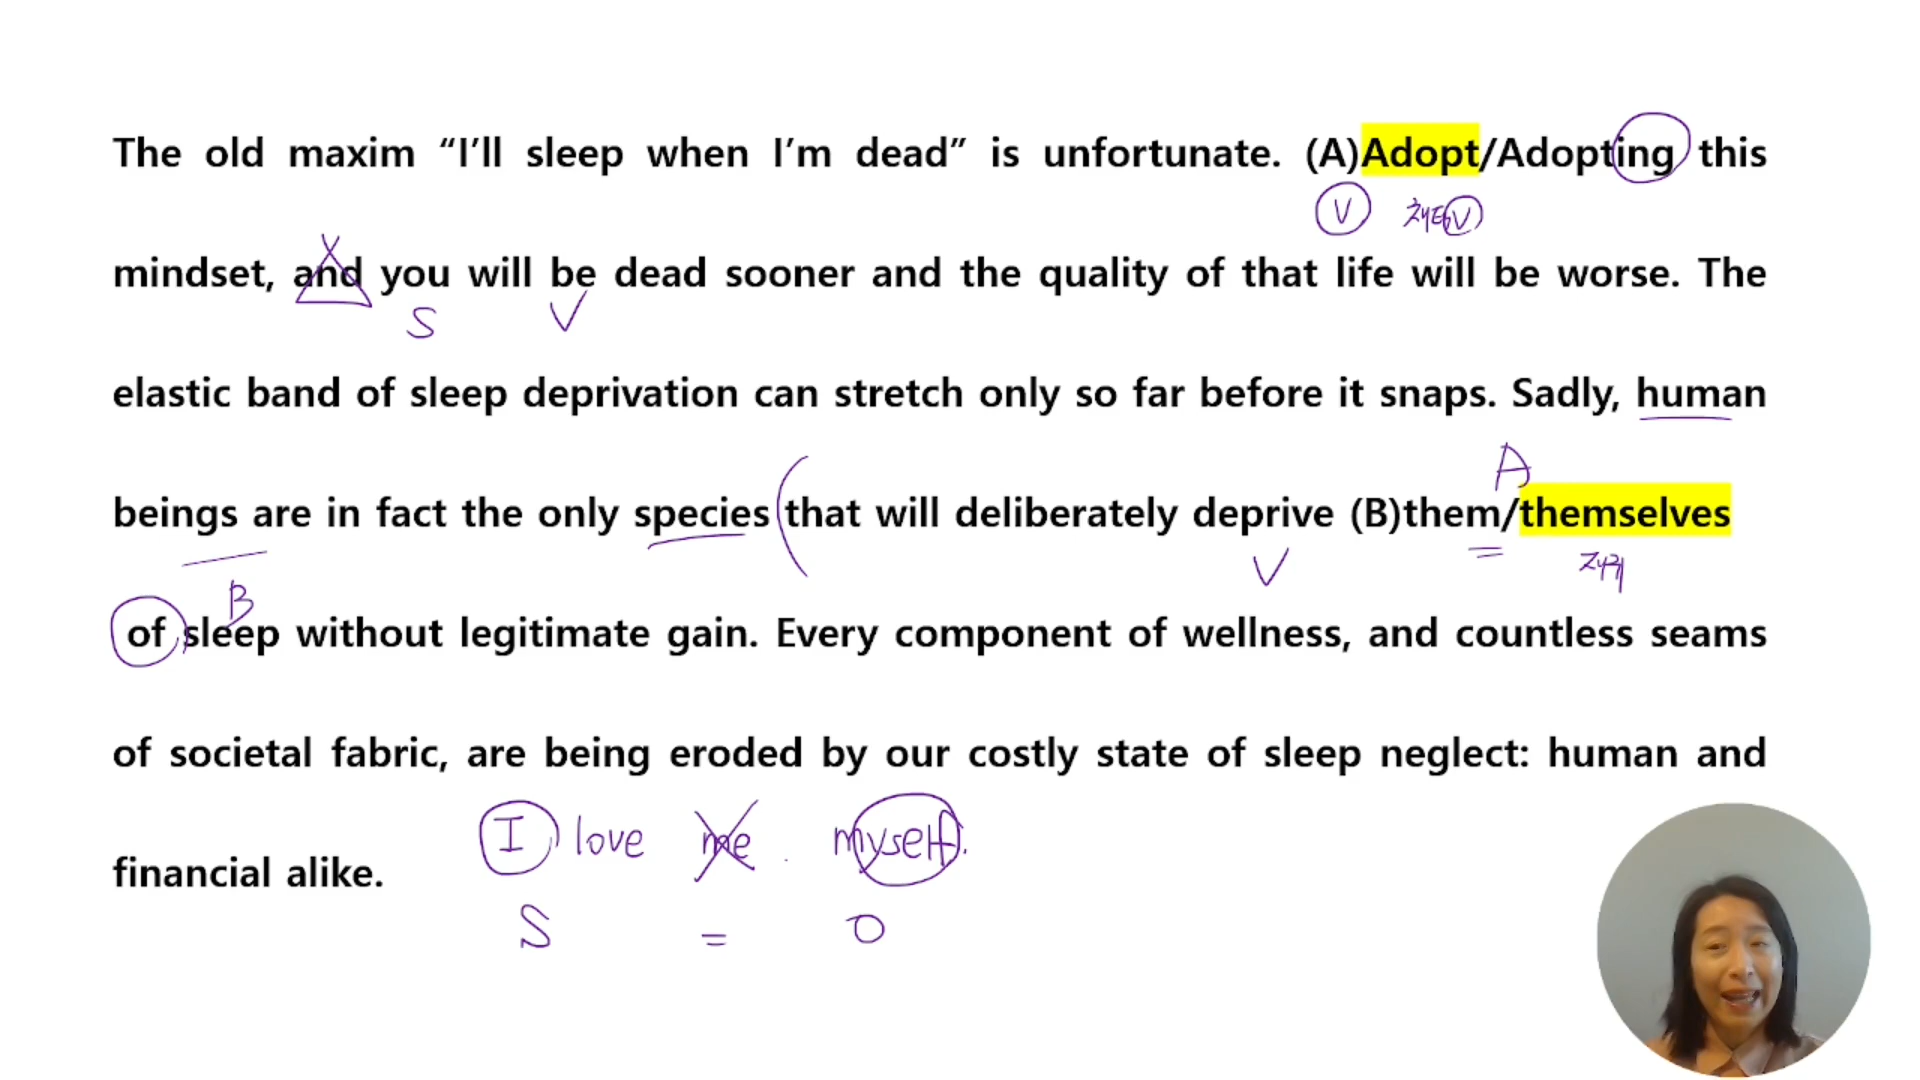 The old maxim “I’ll sleep when I’m dead” is unfortunate. (A)Adopt/Adopting this
V 채택 V
mindset, and you will be dead sooner and the quality of that life will be worse. The
S V
elastic band of sleep deprivation can stretch only so far before it snaps. Sadly, human
A
beings are in fact the only species ( that will deliberately deprive (B)them/themselves
V =
B
of sleep without legitimate gain. Every component of wellness, and countless seams
of societal fabric, are being eroded by our costly state of sleep neglect: human and
I love me . myself.
financial alike.
S = O